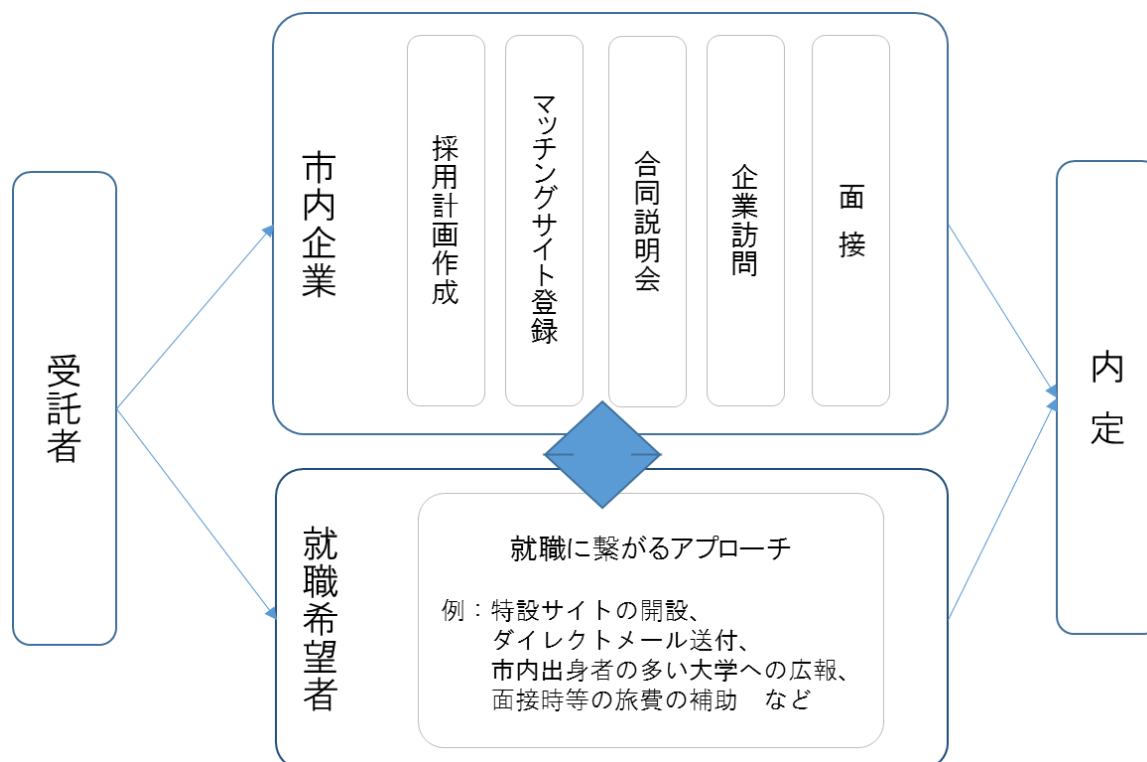 受託者
市内企業
採用計画作成
マッチングサイト登録
合同説明会
企業訪問
面接
就職希望者
就職に繋がるアプローチ
例：特設サイトの開設、
ダイレクトメール送付、
市内出身者の多い大学への広報、
面接時等の旅費の補助　など
内定